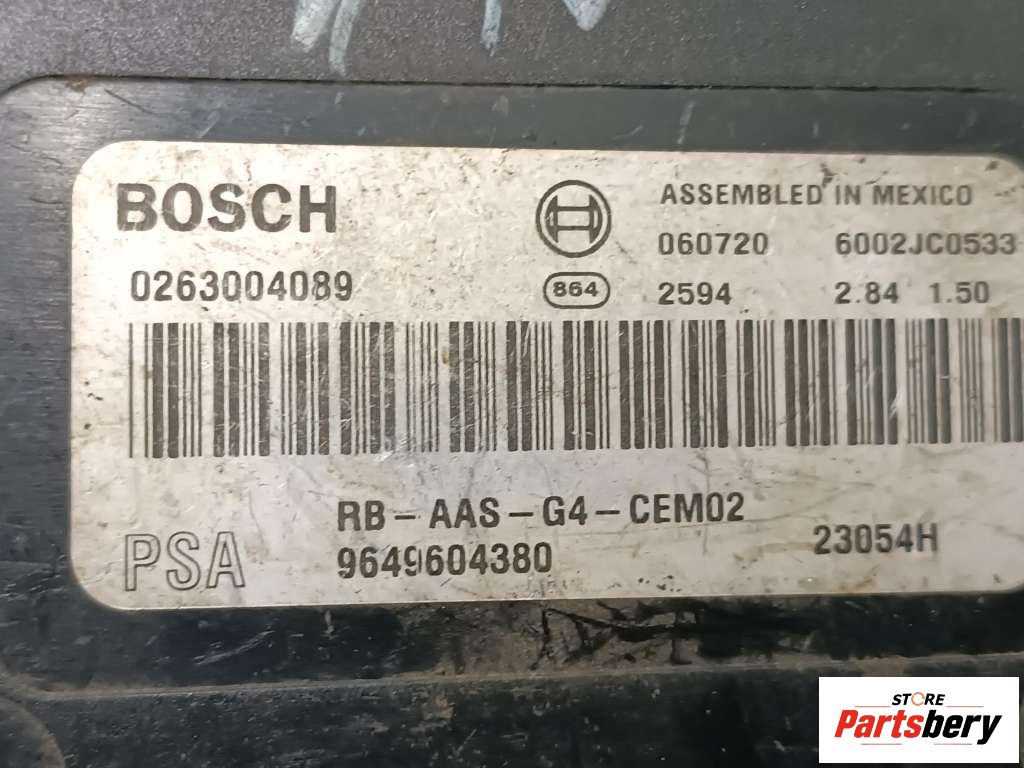 BOSCH
ASSEMBLED IN MEXICO
060720 6002JC0533
0263004089
864
2594 2.84 1.50
RB-AAS-G4-CEM02
PSA
9649604380
23054H
STORE
Partsbery